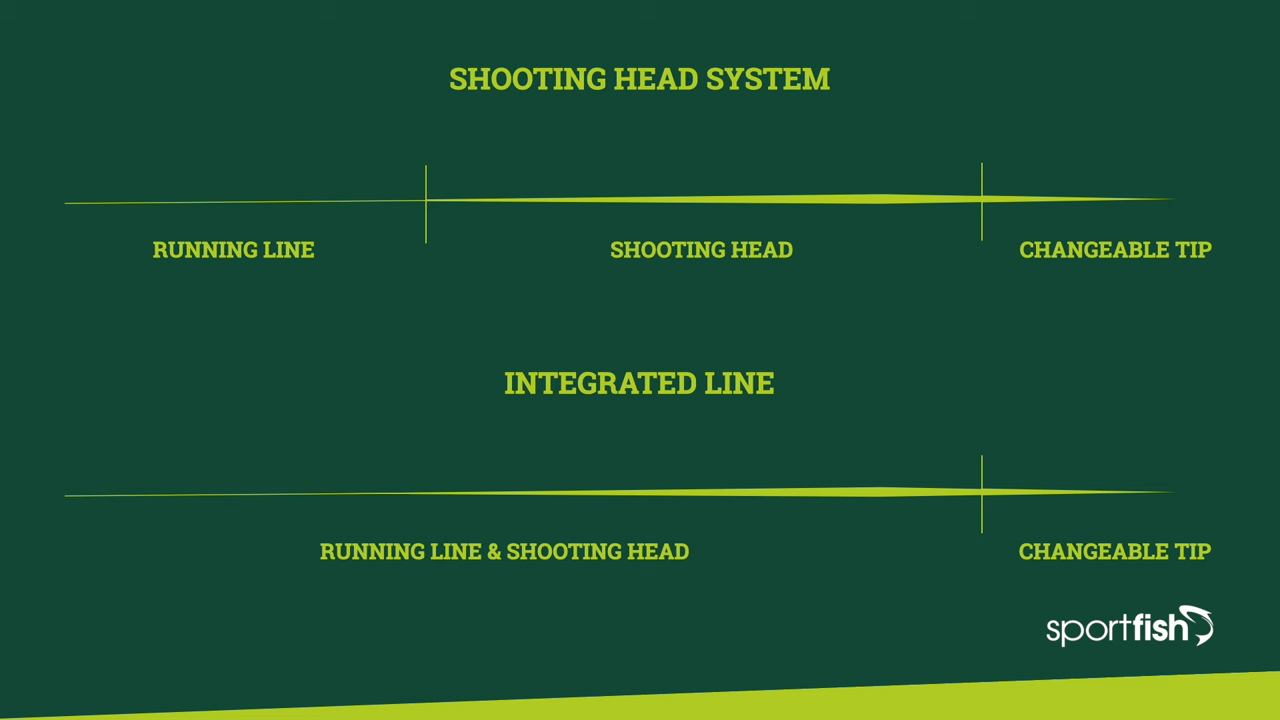 SHOOTING HEAD SYSTEM
RUNNING LINE
SHOOTING HEAD
CHANGEABLE TIP
INTEGRATED LINE
RUNNING LINE & SHOOTING HEAD
CHANGEABLE TIP
sportfish